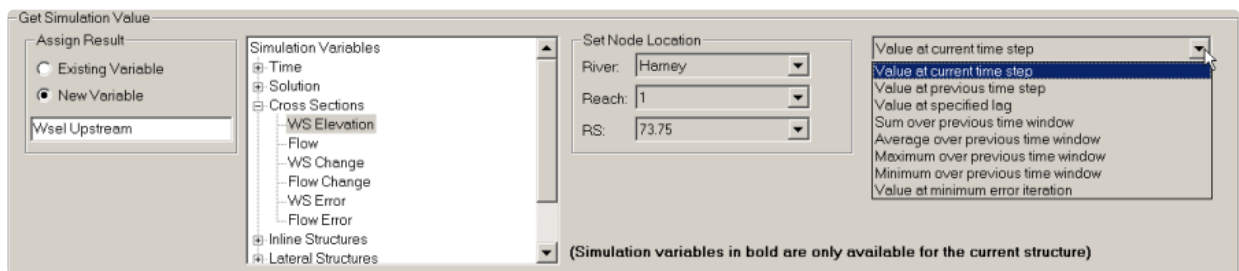 Get Simulation Value
Assign Result
Existing Variable
New Variable
Wsel Upstream
Simulation Variables
Time
Solution
Cross Sections
WS Elevation
Flow
WS Change
Flow Change
WS Error
Flow Error
Inline Structures
Lateral Structures
Set Node Location
River: Harney
Reach: 1
RS: 73.75
Value at current time step
Value at current time step
Value at previous time step
Value at specified lag
Sum over previous time window
Average over previous time window
Maximum over previous time window
Minimum over previous time window
Value at minimum error iteration
(Simulation variables in bold are only available for the current structure)